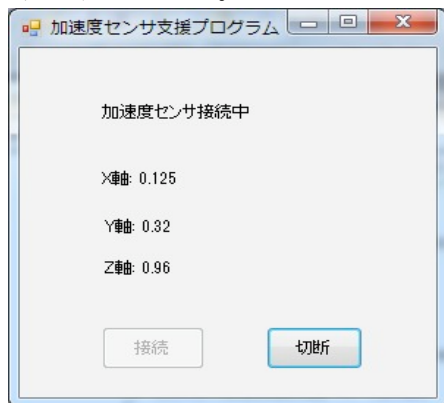 加速度センサ支援プログラム
加速度センサ接続中
X軸: 0.125
Y軸: 0.32
Z軸: 0.96
接続 切断